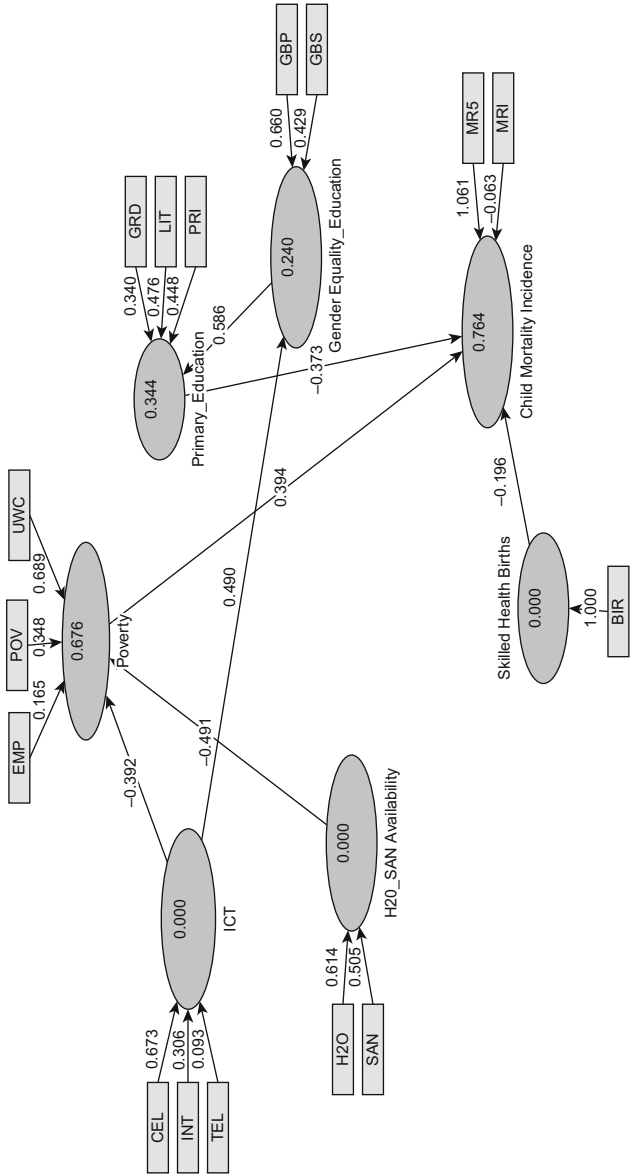 EMP
POV
UWC
0.165
0.348
0.689
0.676
Poverty
GRD
LIT
PRI
0.340
0.476
0.448
0.344
Primary_Education
0.586
GBP
GBS
0.660
0.429
0.240
Gender Equality_Education
−0.373
−0.392
0.394
0.490
−0.491
CEL
INT
TEL
0.673
0.306
0.093
0.000
ICT
H2O
SAN
0.614
0.505
0.000
H20_SAN Availability
MR5
MRI
1.061
−0.063
0.764
Child Mortality Incidence
−0.196
Skilled Health Births
0.000
1.000
BIR